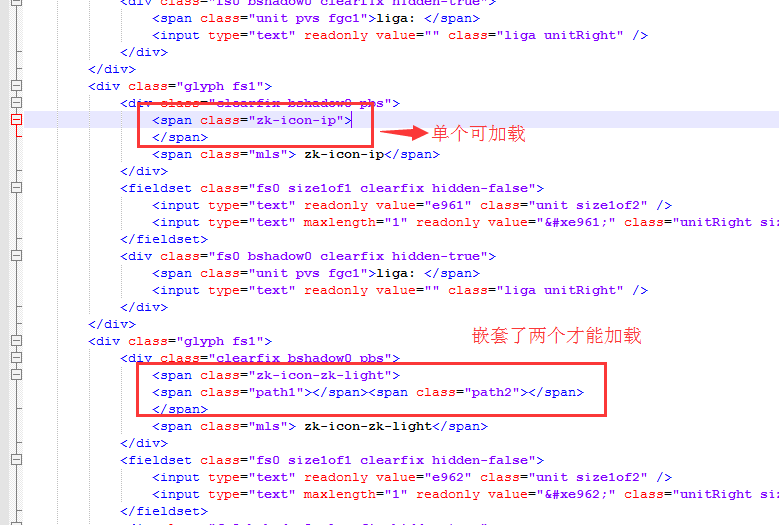 <div class="fs0 bshadow0 clearfix hidden-true">
<span class="unit pvs fgc1">liga: </span>
<input type="text" readonly value="" class="liga unitRight" />
</div>
</div>
<div class="glyph fs1">
<div class="clearfix bshadow0 pbs">
<span class="zk-icon-ip">
</span>
单个可加载
<span class="mls"> zk-icon-ip</span>
</div>
<fieldset class="fs0 size1of1 clearfix hidden-false">
<input type="text" readonly value="e961" class="unit size1of2" />
<input type="text" maxlength="1" readonly value="&#xe961;" class="unitRight si
</fieldset>
<div class="fs0 bshadow0 clearfix hidden-true">
<span class="unit pvs fgc1">liga: </span>
<input type="text" readonly value="" class="liga unitRight" />
</div>
</div>
<div class="glyph fs1">
嵌套了两个才能加载
<div class="clearfix bshadow0 pbs">
<span class="zk-icon-zk-light">
<span class="path1"></span><span class="path2"></span>
</span>
<span class="mls"> zk-icon-zk-light</span>
</div>
<fieldset class="fs0 size1of1 clearfix hidden-false">
<input type="text" readonly value="e962" class="unit size1of2" />
<input type="text" maxlength="1" readonly value="&#xe962;" class="unitRight si
</fieldset>